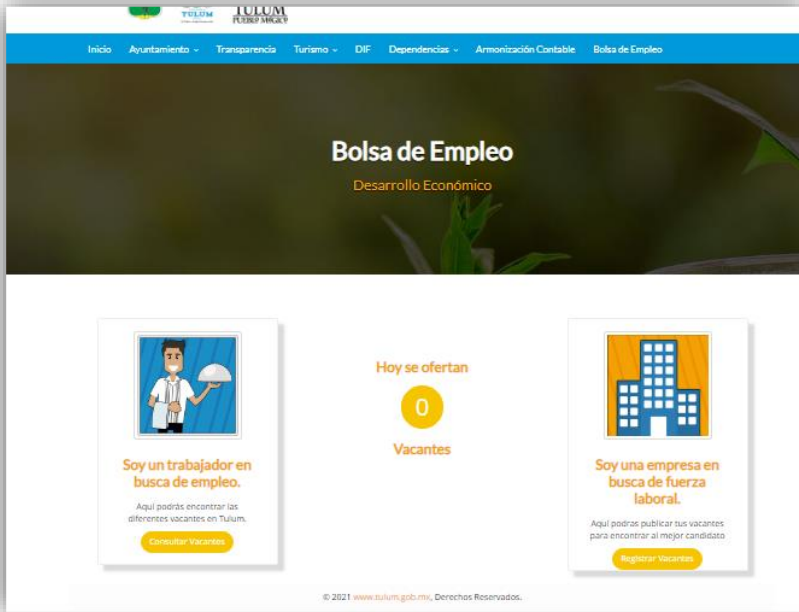 TULUM
TULUM
PUEBLO MÁGICO
Inicio Ayuntamiento Transparencia Turismo DIF Dependencias Armonización Contable Bolsa de Empleo
Bolsa de Empleo
Desarrollo Económico
Soy un trabajador en
busca de empleo.
Aquí podrás encontrar las
diferentes vacantes en Tulum.
Consultar Vacantes
Hoy se ofertan
0
Vacantes
Soy una empresa en
busca de fuerza
laboral.
Aquí podras publicar tus vacantes
para encontrar al mejor candidato
Registrar Vacantes
© 2021 www.tulum.gob.mx, Derechos Reservados.